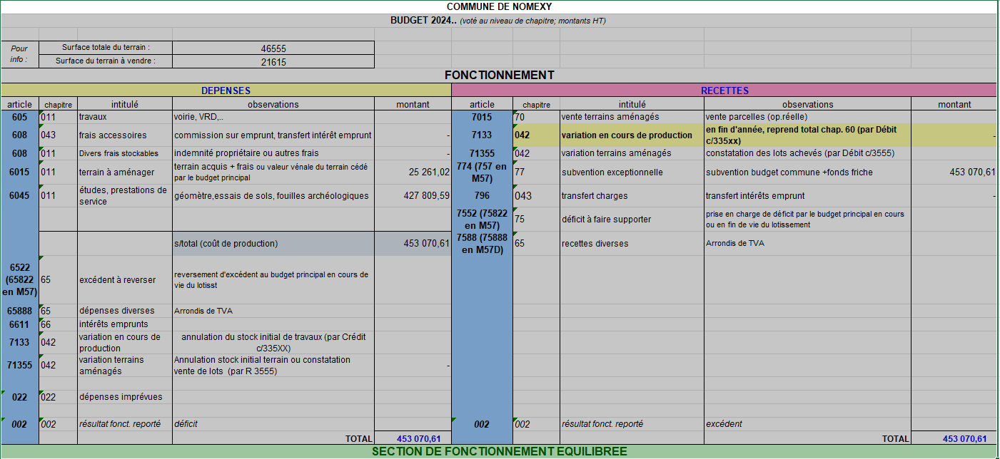 COMMUNE DE NOMEXY
BUDGET 2024.. (voté au niveau de chapitre; montants HT)
Pour info :
Surface totale du terrain : 46555
Surface du terrain à vendre : 21615
FONCTIONNEMENT
DEPENSES RECETTES
article chapitre intitulé observations montant article chapitre intitulé observations montant
605 011 travaux voirie, VRD,.. 7015 70 vente terrains aménagés vente parcelles (op.réelle)
608 043 frais accessoires commission sur emprunt, transfert intérêt emprunt - 7133 042 variation en cours de production en fin d'année, reprend total chap. 60 (par Débit c/335xx) -
608 011 Divers frais stockables indemnité propriétaire ou autres frais - 71355 042 variation terrains aménagés constatation des lots achevés (par Débit c/3555)
6015 011 terrain à aménager terrain acquis + frais ou valeur vénale du terrain cédé par le budget principal 25 261,02 774 (757 en M57) 77 subvention exceptionnelle subvention budget commune +fonds friche 453 070,61
6045 011 études, prestations de service géomètre,essais de sols, fouilles archéologiques 427 809,59 796 043 transfert charges transfert intérêts emprunt -
7552 (75822 en M57) 75 déficit à faire supporter prise en charge de déficit par le budget principal en cours ou en fin de vie du lotissement
s/total (coût de production) 453 070,61 7588 (75888 en M57D) 65 recettes diverses Arrondis de TVA
6522 (65822 en M57) 65 excédent à reverser reversement d'excédent au budget principal en cours de vie du lotisst
65888 65 dépenses diverses Arrondis de TVA
6611 66 intérêts emprunts
7133 042 variation en cours de production annulation du stock initial de travaux (par Crédit c/335XX)
71355 042 variation terrains aménagés Annulation stock initial terrain ou constatation vente de lots (par R 3555) -
022 022 dépenses imprévues
002 002 résultat fonct. reporté déficit 002 002 résultat fonct. reporté excédent
TOTAL 453 070,61 TOTAL 453 070,61
SECTION DE FONCTIONNEMENT EQUILIBREE